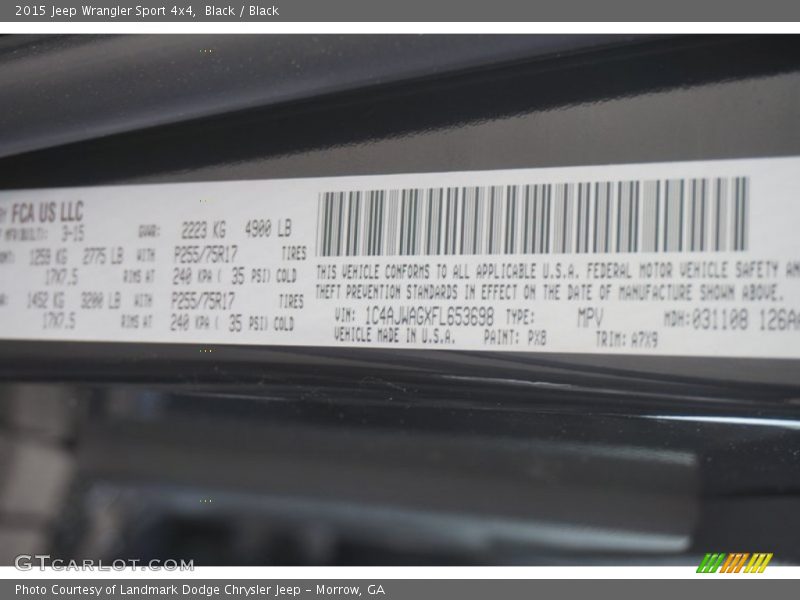 2015 Jeep Wrangler Sport 4x4, Black / Black
FCA US LLC
3-15 GVWR: 2223 KG 4900 LB
1259 KG 2775 LB WITH P255/75R17 TIRES
17X7.5 RIMS AT 240 KPA ( 35 PSI) COLD
1452 KG 3200 LB WITH P255/75R17 TIRES
17X7.5 RIMS AT 240 KPA ( 35 PSI) COLD
THIS VEHICLE CONFORMS TO ALL APPLICABLE U.S.A. FEDERAL MOTOR VEHICLE SAFETY
THEFT PREVENTION STANDARDS IN EFFECT ON THE DATE OF MANUFACTURE SHOWN ABOVE.
VIN: 1C4AJWAGXFL653698 TYPE: MPV MDH:031108 126A
VEHICLE MADE IN U.S.A. PAINT: PX8 TRIM: A7X9
GTcarlot.com
Photo Courtesy of Landmark Dodge Chrysler Jeep – Morrow, GA